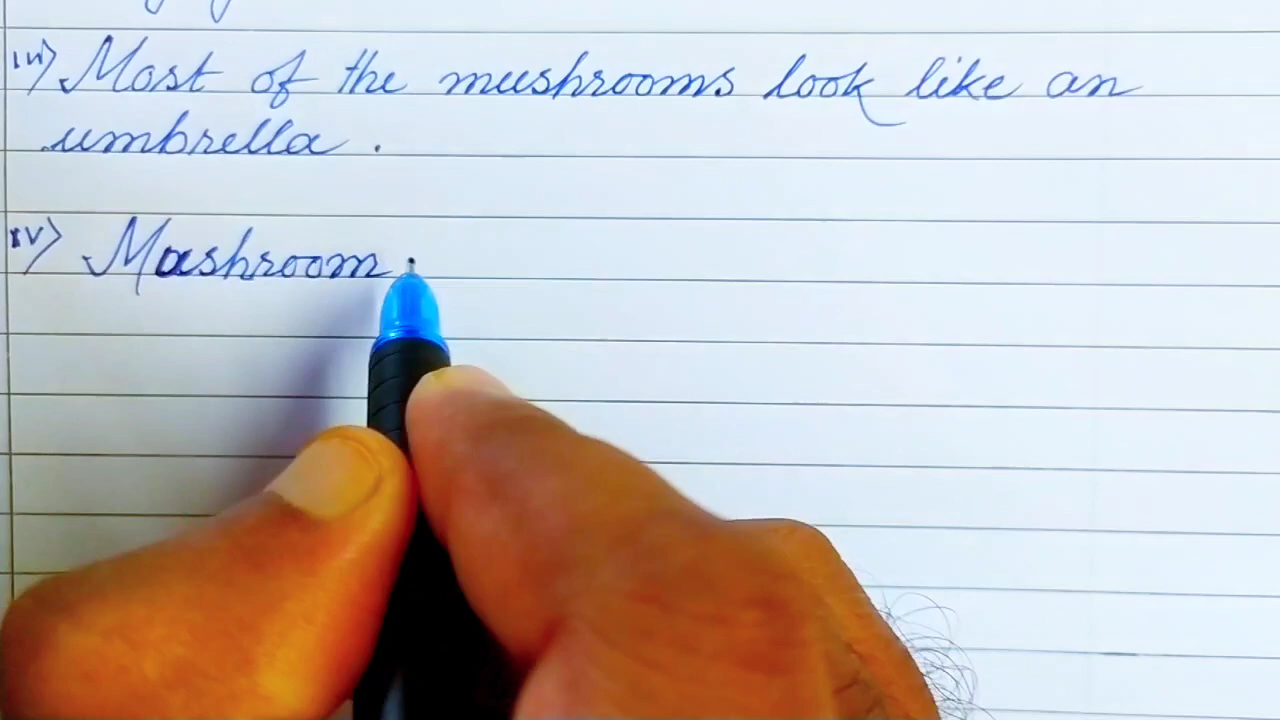 iii) Most of the mushrooms look like an
umbrella .
iv) Mashroom